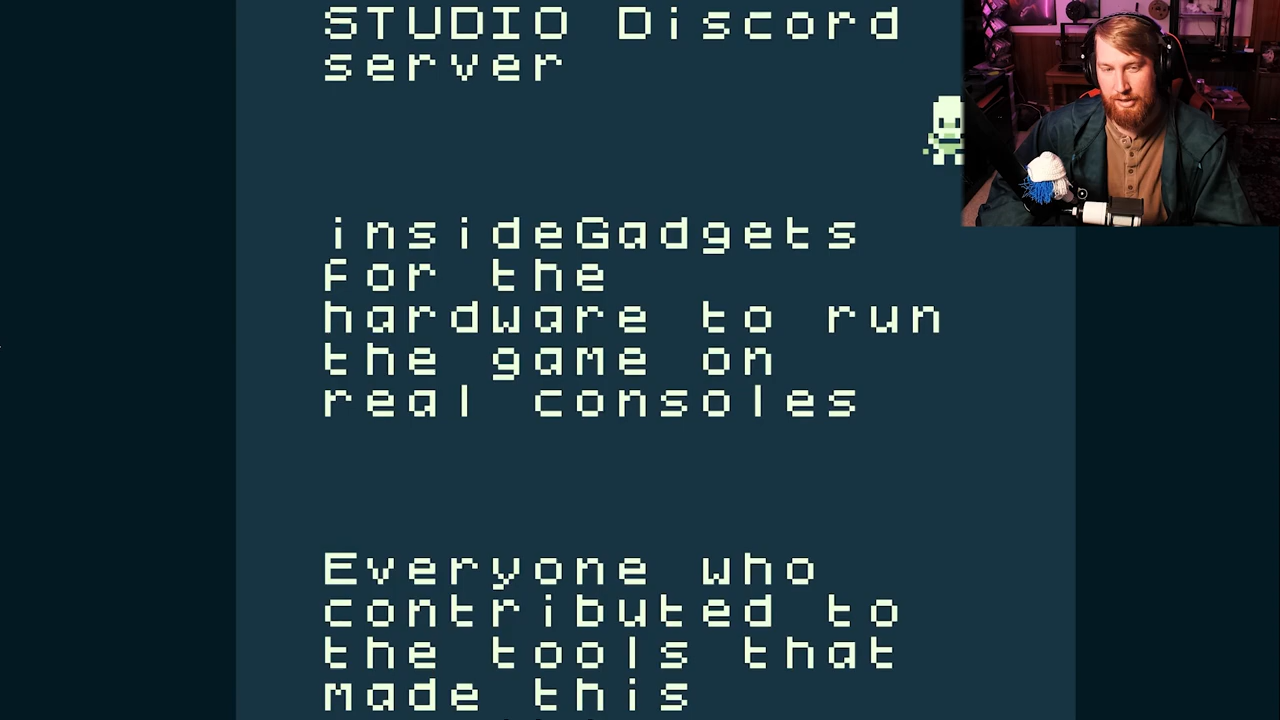 STUDIO Discord
server
insideGadgets
for the
hardware to run
the game on
real consoles
Everyone who
contributed to
the tools that
made this